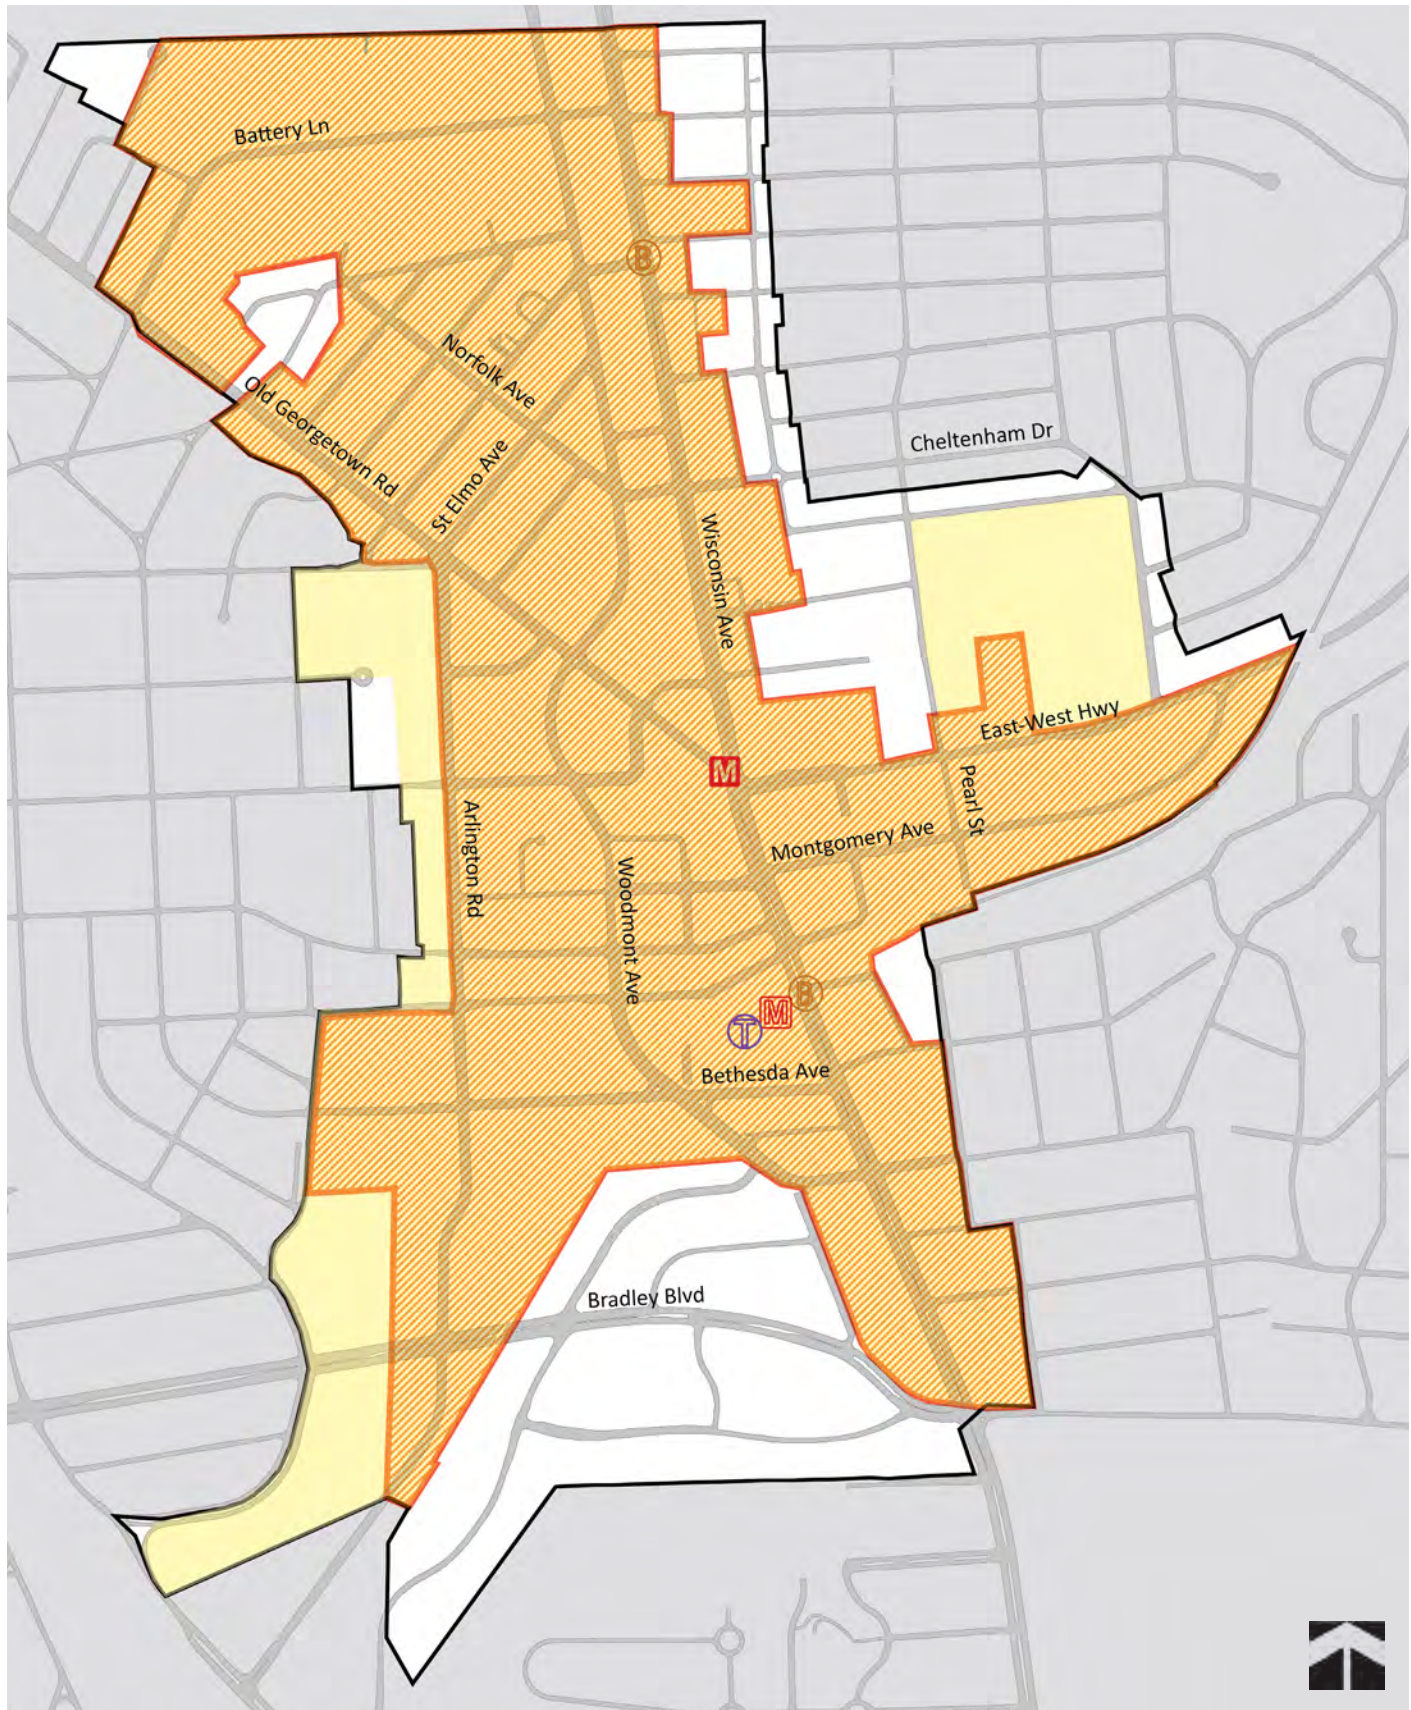 Battery Ln
B
Norfolk Ave
Old Georgetown Rd
St Elmo Ave
Cheltenham Dr
Wisconsin Ave
East-West Hwy
M
Pearl St
Arlington Rd
Montgomery Ave
Woodmont Ave
B
M
T
Bethesda Ave
Bradley Blvd